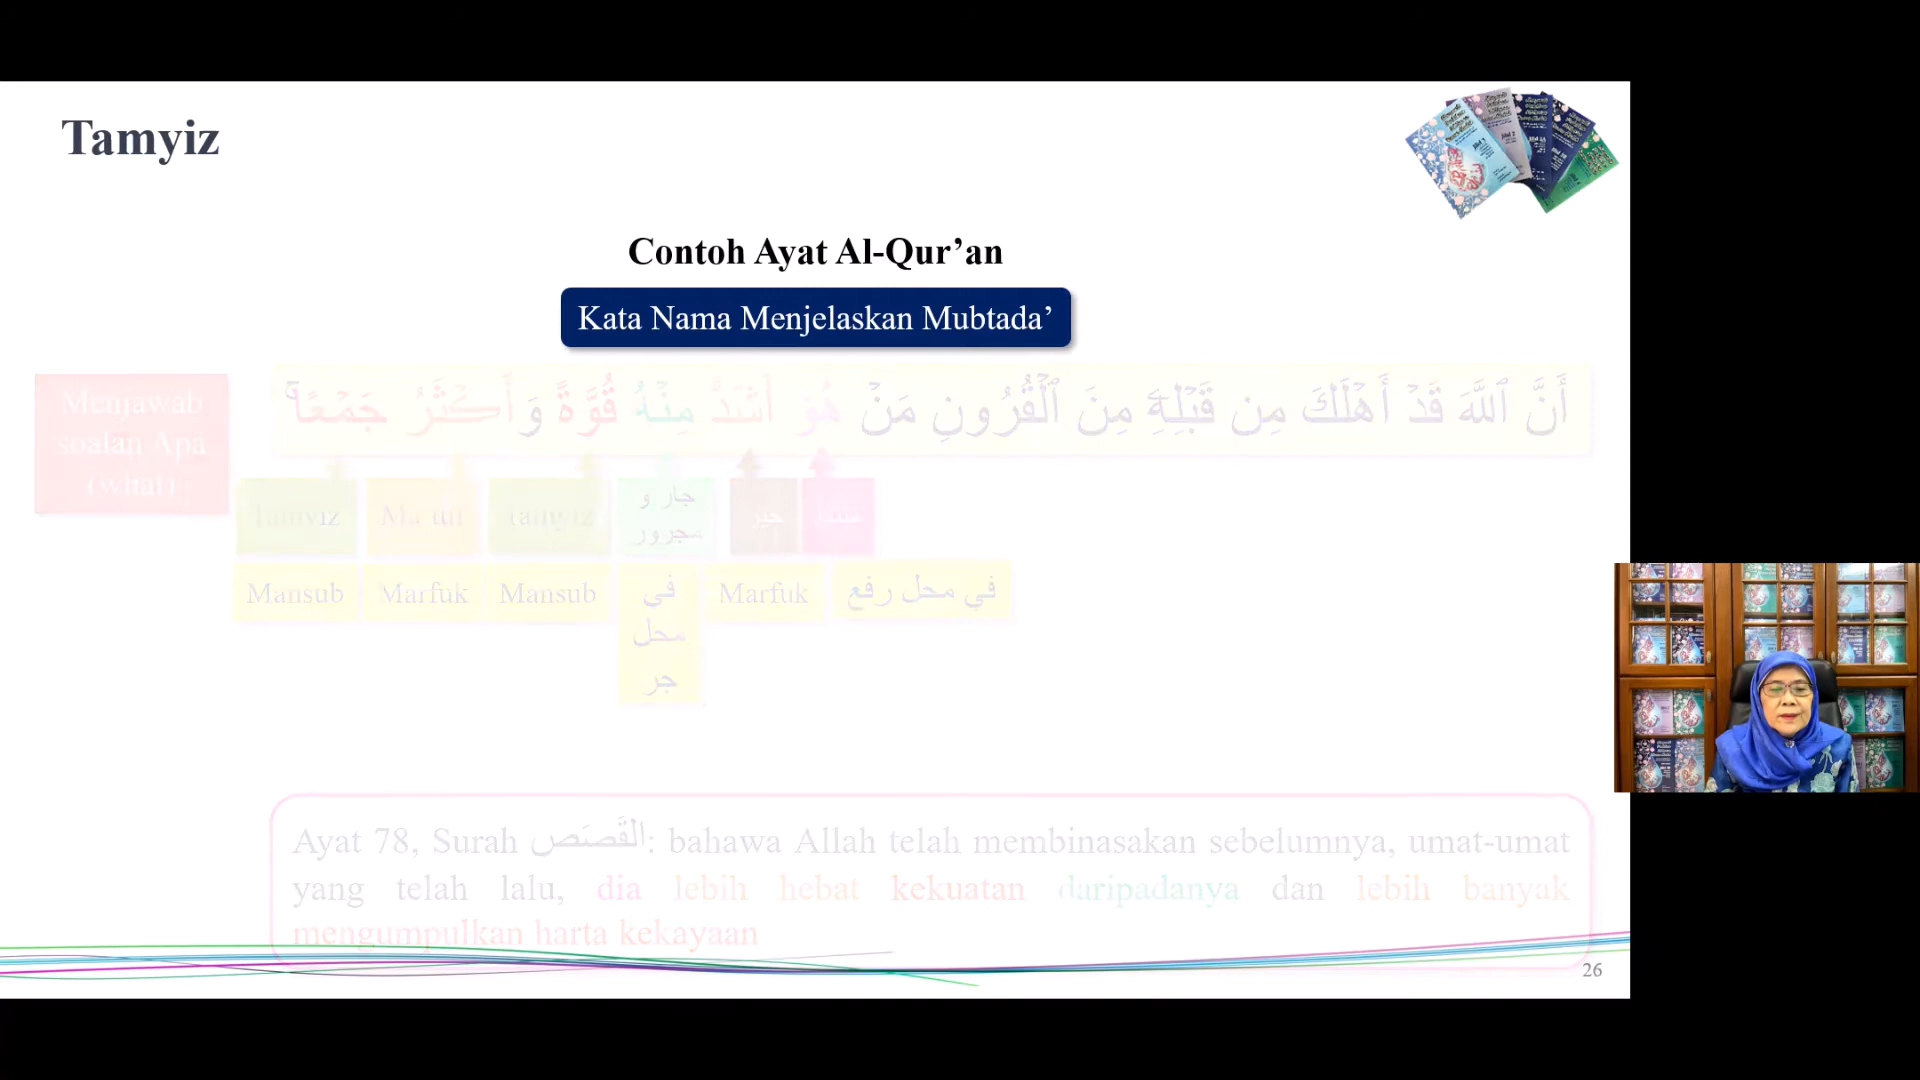 Tamyiz
Contoh Ayat Al-Qur’an
Kata Nama Menjelaskan Mubtada’
Menjawab
soalan Apa
(what)
أَنَّ ٱللَّهَ قَدْ أَهْلَكَ مِن قَبْلِهِۦ مِنَ ٱلْقُرُونِ مَنْ هُوَ أَشَدُّ مِنْهُ قُوَّةً وَأَكْثَرُ جَمْعًا ۚ
مبتدأ
خبر
جار و
مجرور
Tamyiz
Ma'tuf
Tamyiz
في محل رفع
Marfuk
في
محل
جر
Mansub
Marfuk
Mansub
Ayat 78, Surah القَصَص: bahawa Allah telah membinasakan sebelumnya, umat-umat
yang telah lalu, dia lebih hebat kekuatan daripadanya dan lebih banyak
mengumpulkan harta kekayaan
26